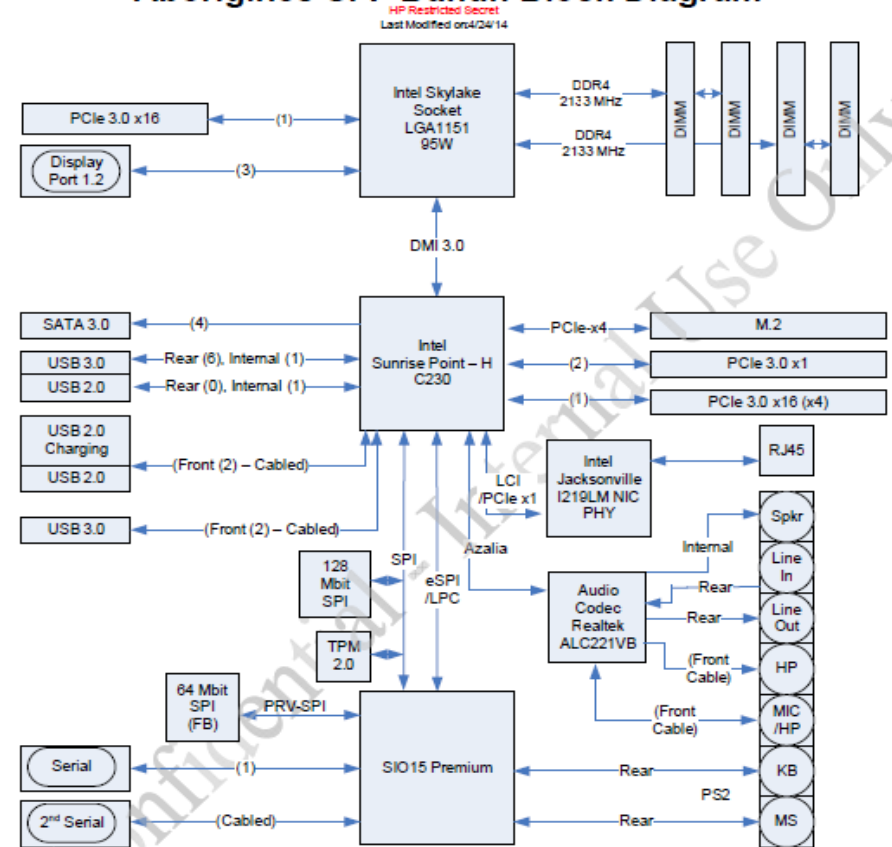 HP Restricted Secret
Last Modified on:4/24/14
Intel Skylake
Socket
LGA1151
95W
DDR4
2133 MHz
DDR4
2133 MHz
DIMM
DIMM
DIMM
DIMM
PCIe 3.0 x16
(1)
Display
Port 1.2
(3)
DMI 3.0
SATA 3.0
(4)
USB 3.0
Rear (6), Internal (1)
USB 2.0
Rear (0), Internal (1)
Intel
Sunrise Point – H
C230
PCIe-x4
M.2
(2)
PCIe 3.0 x1
(1)
PCIe 3.0 x16 (x4)
USB 2.0
Charging
USB 2.0
(Front (2) – Cabled)
USB 3.0
(Front (2) – Cabled)
LCI
/PCIe x1
Intel
Jacksonville
I219LM NIC
PHY
RJ45
128
Mbit
SPI
SPI
eSPI
/LPC
Azalia
TPM
2.0
Audio
Codec
Realtek
ALC221VB
Internal
Spkr
Rear
Line
In
Rear
Line
Out
(Front
Cable)
HP
(Front
Cable)
MIC
/HP
64 Mbit
SPI
(FB)
PRV-SPI
Serial
(1)
2nd Serial
(Cabled)
SIO15 Premium
Rear
KB
PS2
Rear
MS
Confidential - Internal Use Only